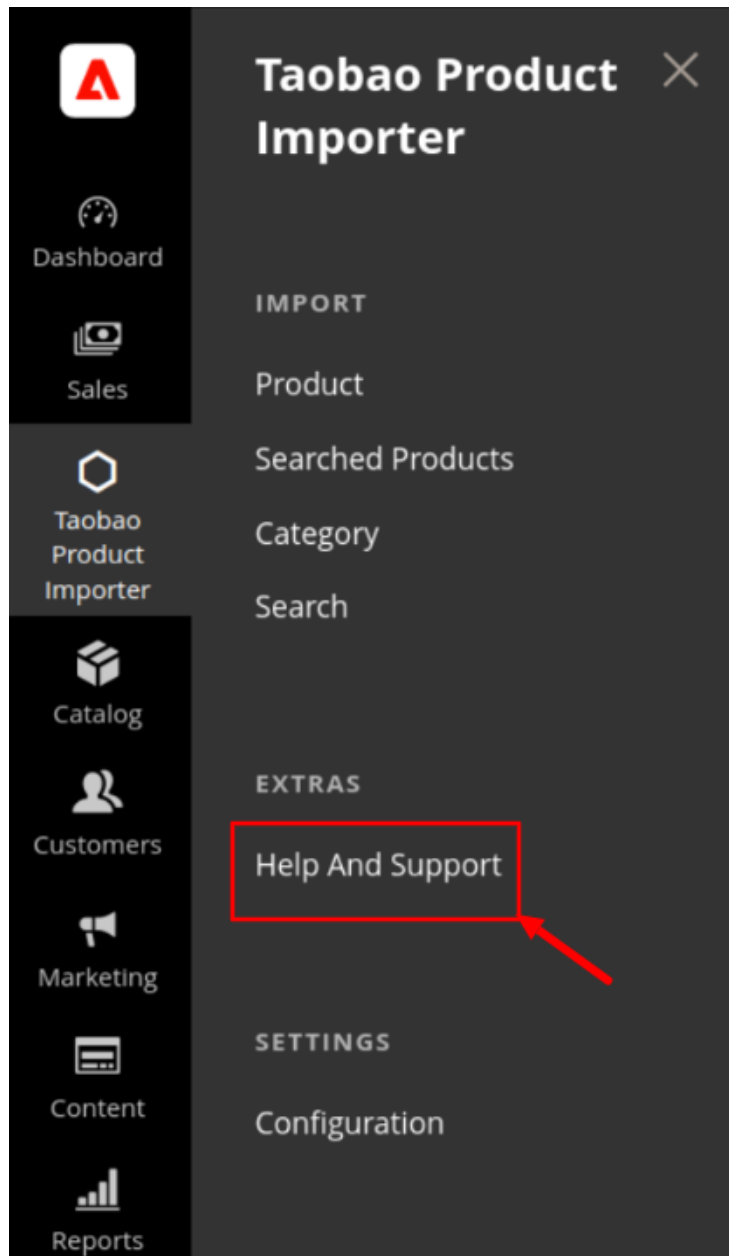 Dashboard
Sales
Taobao
Product
Importer
Catalog
Customers
Marketing
Content
Reports
Taobao Product
Importer
IMPORT
Product
Searched Products
Category
Search
EXTRAS
Help And Support
SETTINGS
Configuration